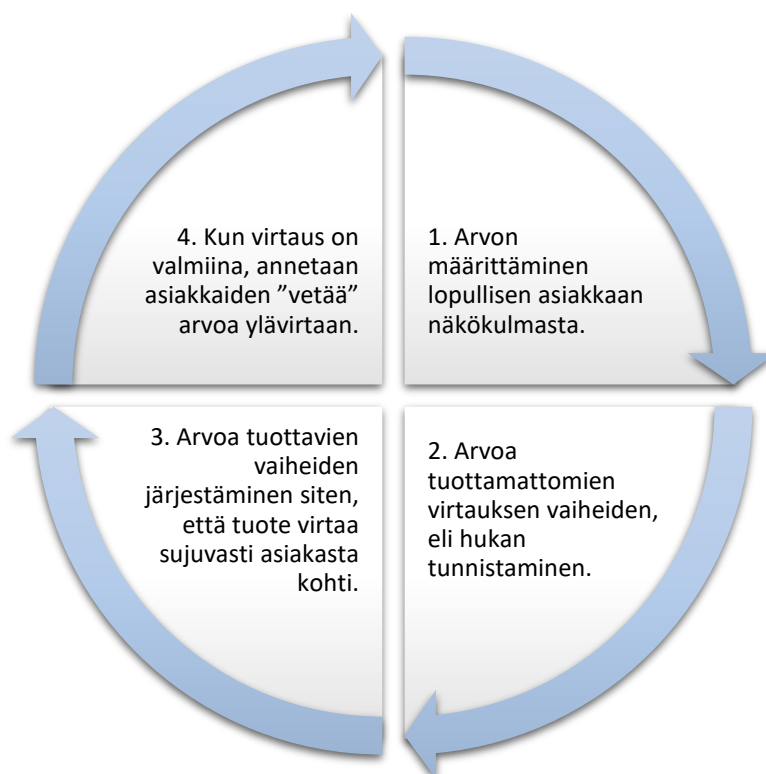 1. Arvon
määrittäminen
lopullisen asiakkaan
näkökulmasta.
2. Arvoa
tuottamattomien
virtauksen vaiheiden,
eli hukan
tunnistaminen.
3. Arvoa tuottavien
vaiheiden
järjestäminen siten,
että tuote virtaa
sujuvasti asiakasta
kohti.
4. Kun virtaus on
valmiina, annetaan
asiakkaiden ”vetää”
arvoa ylävirtaan.